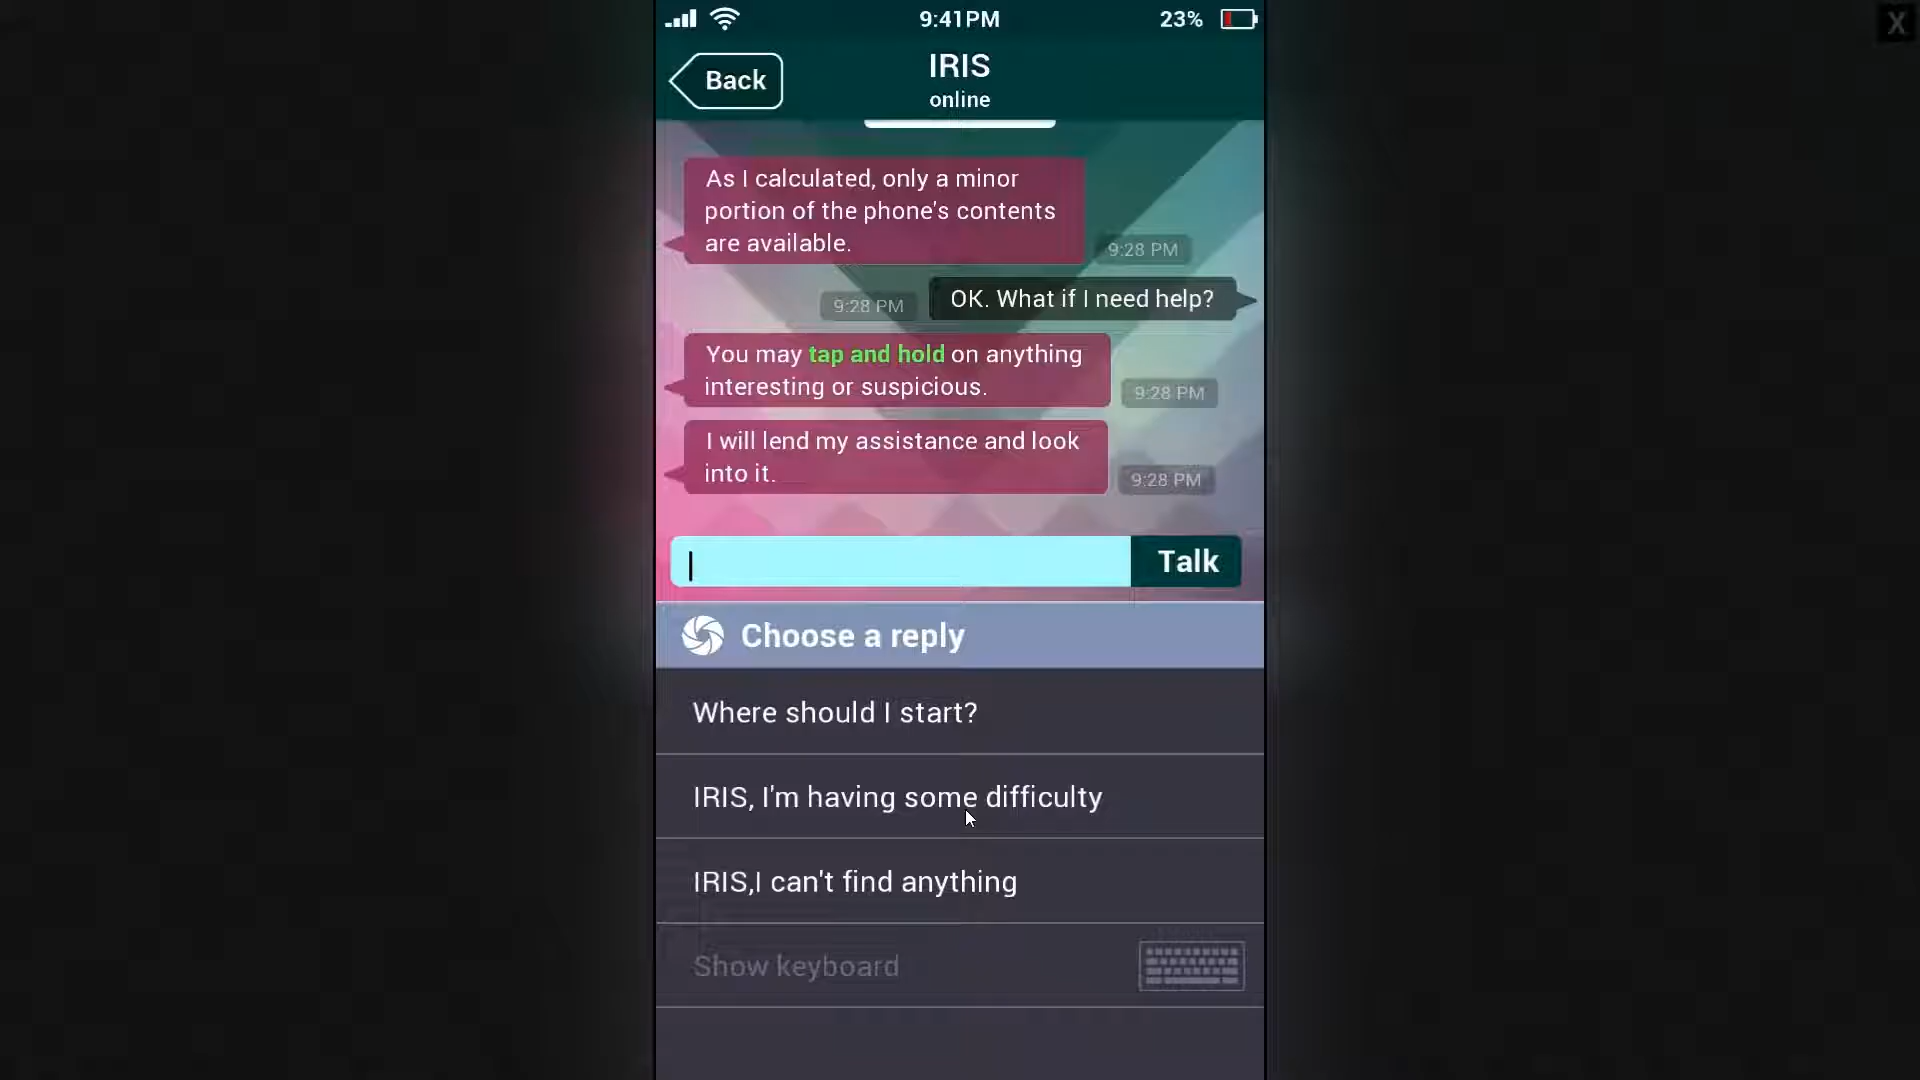 9:41PM
23%
X
Back
IRIS
online
As I calculated, only a minor
portion of the phone's contents
are available.
9:28 PM
9:28 PM
OK. What if I need help?
You may tap and hold on anything
interesting or suspicious.
9:28 PM
I will lend my assistance and look
into it.
9:28 PM
Talk
Choose a reply
Where should I start?
IRIS, I'm having some difficulty
IRIS,I can't find anything
Show keyboard